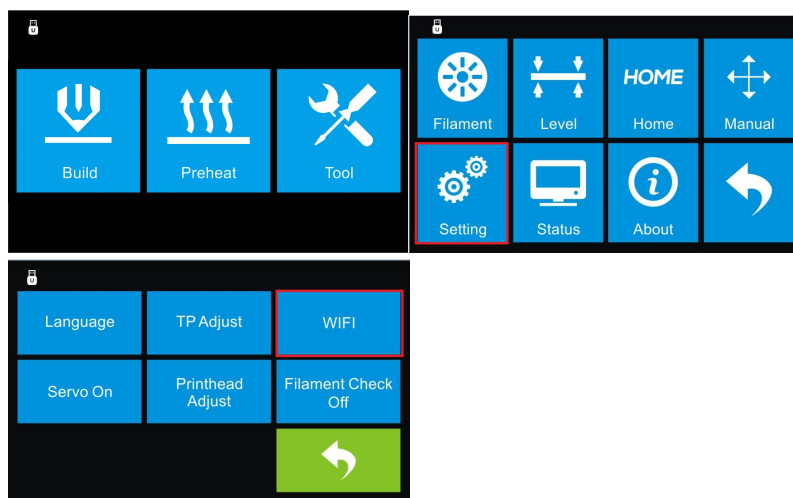 U
Build
Preheat
Tool
U
HOME
Filament
Level
Home
Manual
i
Setting
Status
About
U
Language
TP Adjust
WIFI
Servo On
Printhead
Adjust
Filament Check
Off